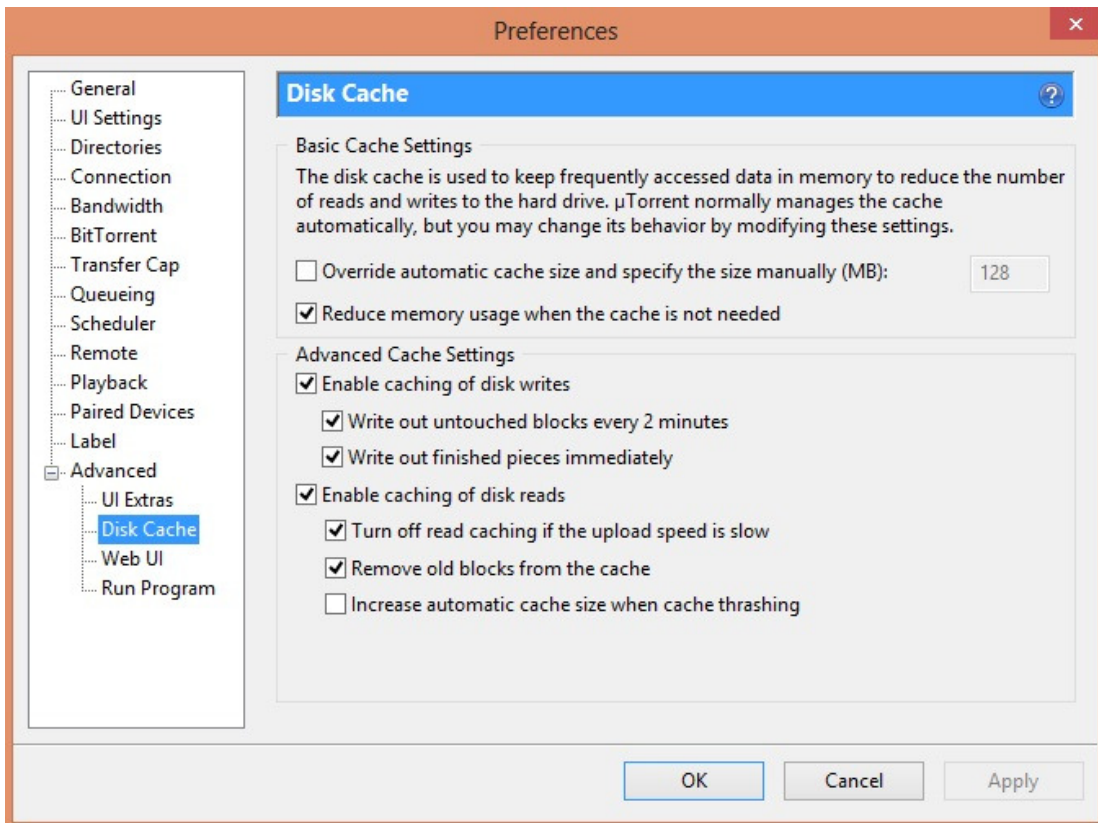 Preferences
General
UI Settings
Directories
Connection
Bandwidth
BitTorrent
Transfer Cap
Queueing
Scheduler
Remote
Playback
Paired Devices
Label
Advanced
UI Extras
Disk Cache
Web UI
Run Program
Disk Cache
Basic Cache Settings
The disk cache is used to keep frequently accessed data in memory to reduce the number
of reads and writes to the hard drive. µTorrent normally manages the cache
automatically, but you may change its behavior by modifying these settings.
Override automatic cache size and specify the size manually (MB): 128
Reduce memory usage when the cache is not needed
Advanced Cache Settings
Enable caching of disk writes
Write out untouched blocks every 2 minutes
Write out finished pieces immediately
Enable caching of disk reads
Turn off read caching if the upload speed is slow
Remove old blocks from the cache
Increase automatic cache size when cache thrashing
OK Cancel Apply